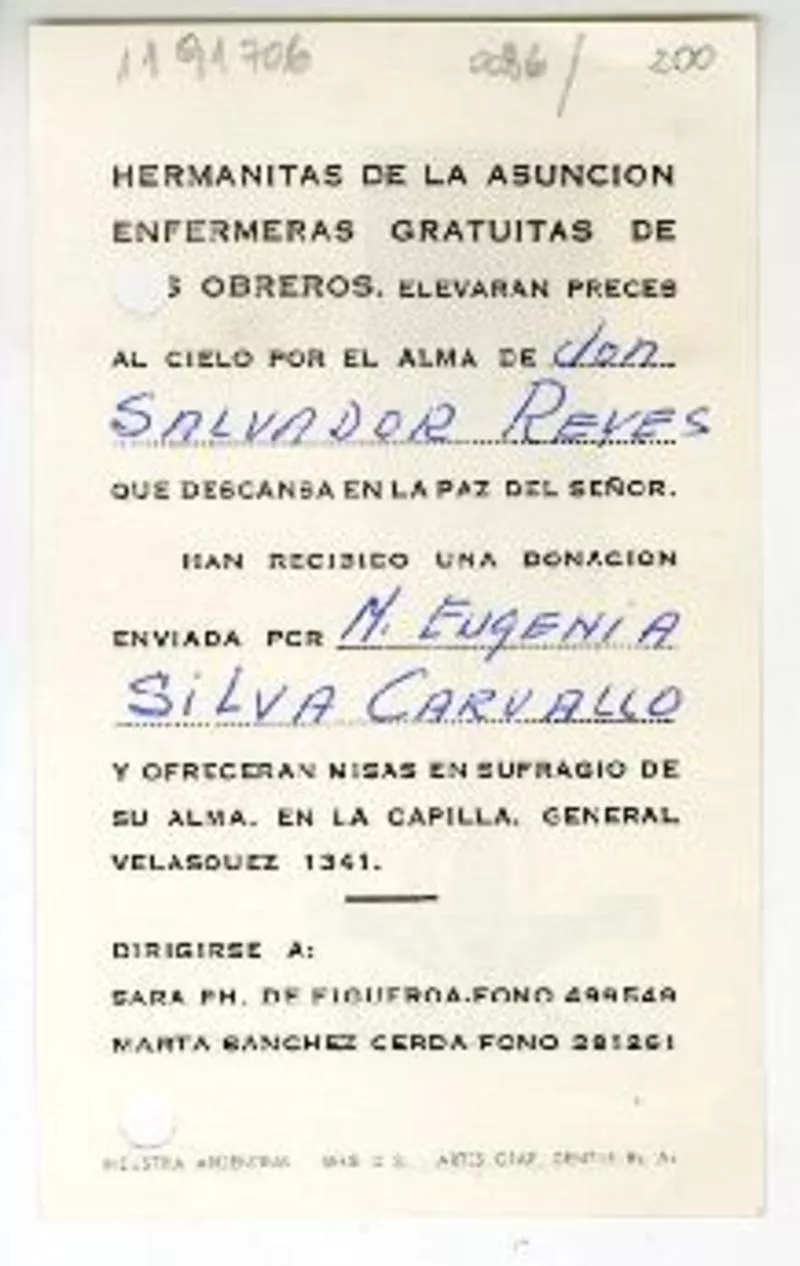 1191706 0086/ 200
HERMANITAS DE LA ASUNCION
ENFERMERAS GRATUITAS DE
S OBREROS. ELEVARAN PRECES
AL CIELO POR EL ALMA DE don
SALVADOR REYES
QUE DESCANSA EN LA PAZ DEL SEÑOR.
HAN RECIBIDO UNA DONACION
ENVIADA POR M. EUGENIA
SILVA CARVALLO
Y OFRECERAN MISAS EN SUFRAGIO DE
SU ALMA. EN LA CAPILLA. GENERAL
VELASQUEZ 1341.
DIRIGIRSE A:
SARA PH. DE FIGUEROA-FONO 499549
MARTA SANCHEZ CERDA-FONO 281261